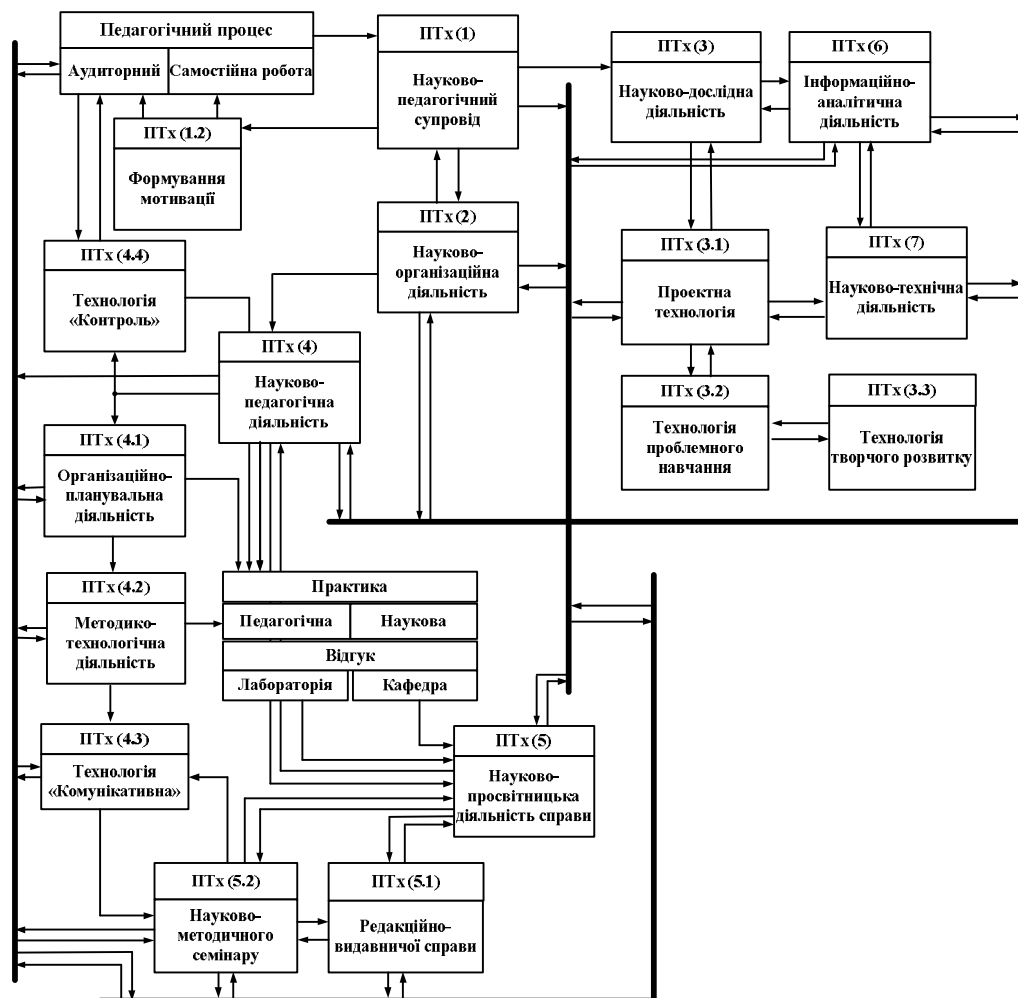 Педагогічний процес
Аудиторний
Самостійна робота
ПТх (1)
Науково-
педагогічний
супровід
ПТх (3)
Науково-дослідна
діяльність
ПТх (6)
Інформаційно-
аналітична
діяльність
ПТх (1.2)
Формування
мотивації
ПТх (2)
Науково-
організаційна
діяльність
ПТх (3.1)
Проектна
технологія
ПТх (7)
Науково-технічна
діяльність
ПТх (4.4)
Технологія
«Контроль»
ПТх (4)
Науково-
педагогічна
діяльність
ПТх (3.2)
Технологія
проблемного
навчання
ПТх (3.3)
Технологія
творчого розвитку
ПТх (4.1)
Організаційно-
планувальна
діяльність
ПТх (4.2)
Методико-
технологічна
діяльність
Практика
Педагогічна
Наукова
Відгук
Лабораторія
Кафедра
ПТх (4.3)
Технологія
«Комунікативна»
ПТх (5)
Науково-
просвітницька
діяльність справи
ПТх (5.2)
Науково-
методичного
семінару
ПТх (5.1)
Редакційно-
видавничої справи